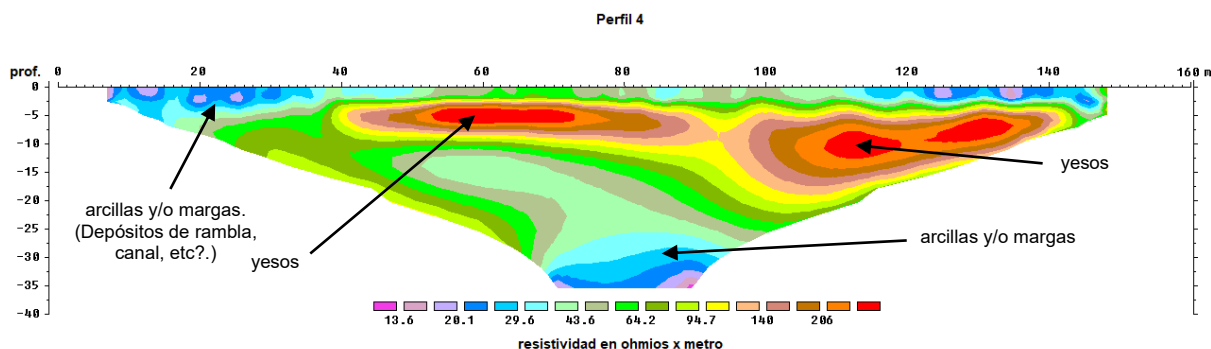 Perfil 4
prof. 0 20 40 60 80 100 120 140 160 m
0
-5
-10
-15
-20
-25
-30
-35
-40
yesos
arcillas y/o margas.
(Depósitos de rambla,
canal, etc?.)
yesos
arcillas y/o margas
13.6 20.1 29.6 43.6 64.2 94.7 140 206
resistividad en ohmios x metro